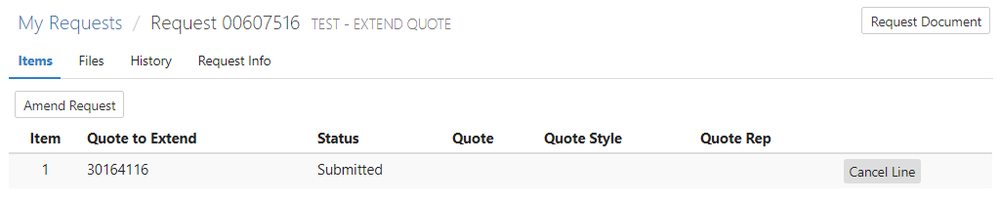 My Requests / Request 00607516 TEST - EXTEND QUOTE Request Document
Items Files History Request Info
Amend Request
Item Quote to Extend Status Quote Quote Style Quote Rep
1 30164116 Submitted Cancel Line